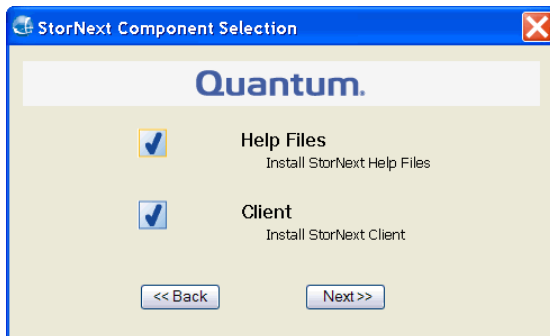 StorNext Component Selection
Quantum.
Help Files
Install StorNext Help Files
Client
Install StorNext Client
<< Back
Next >>